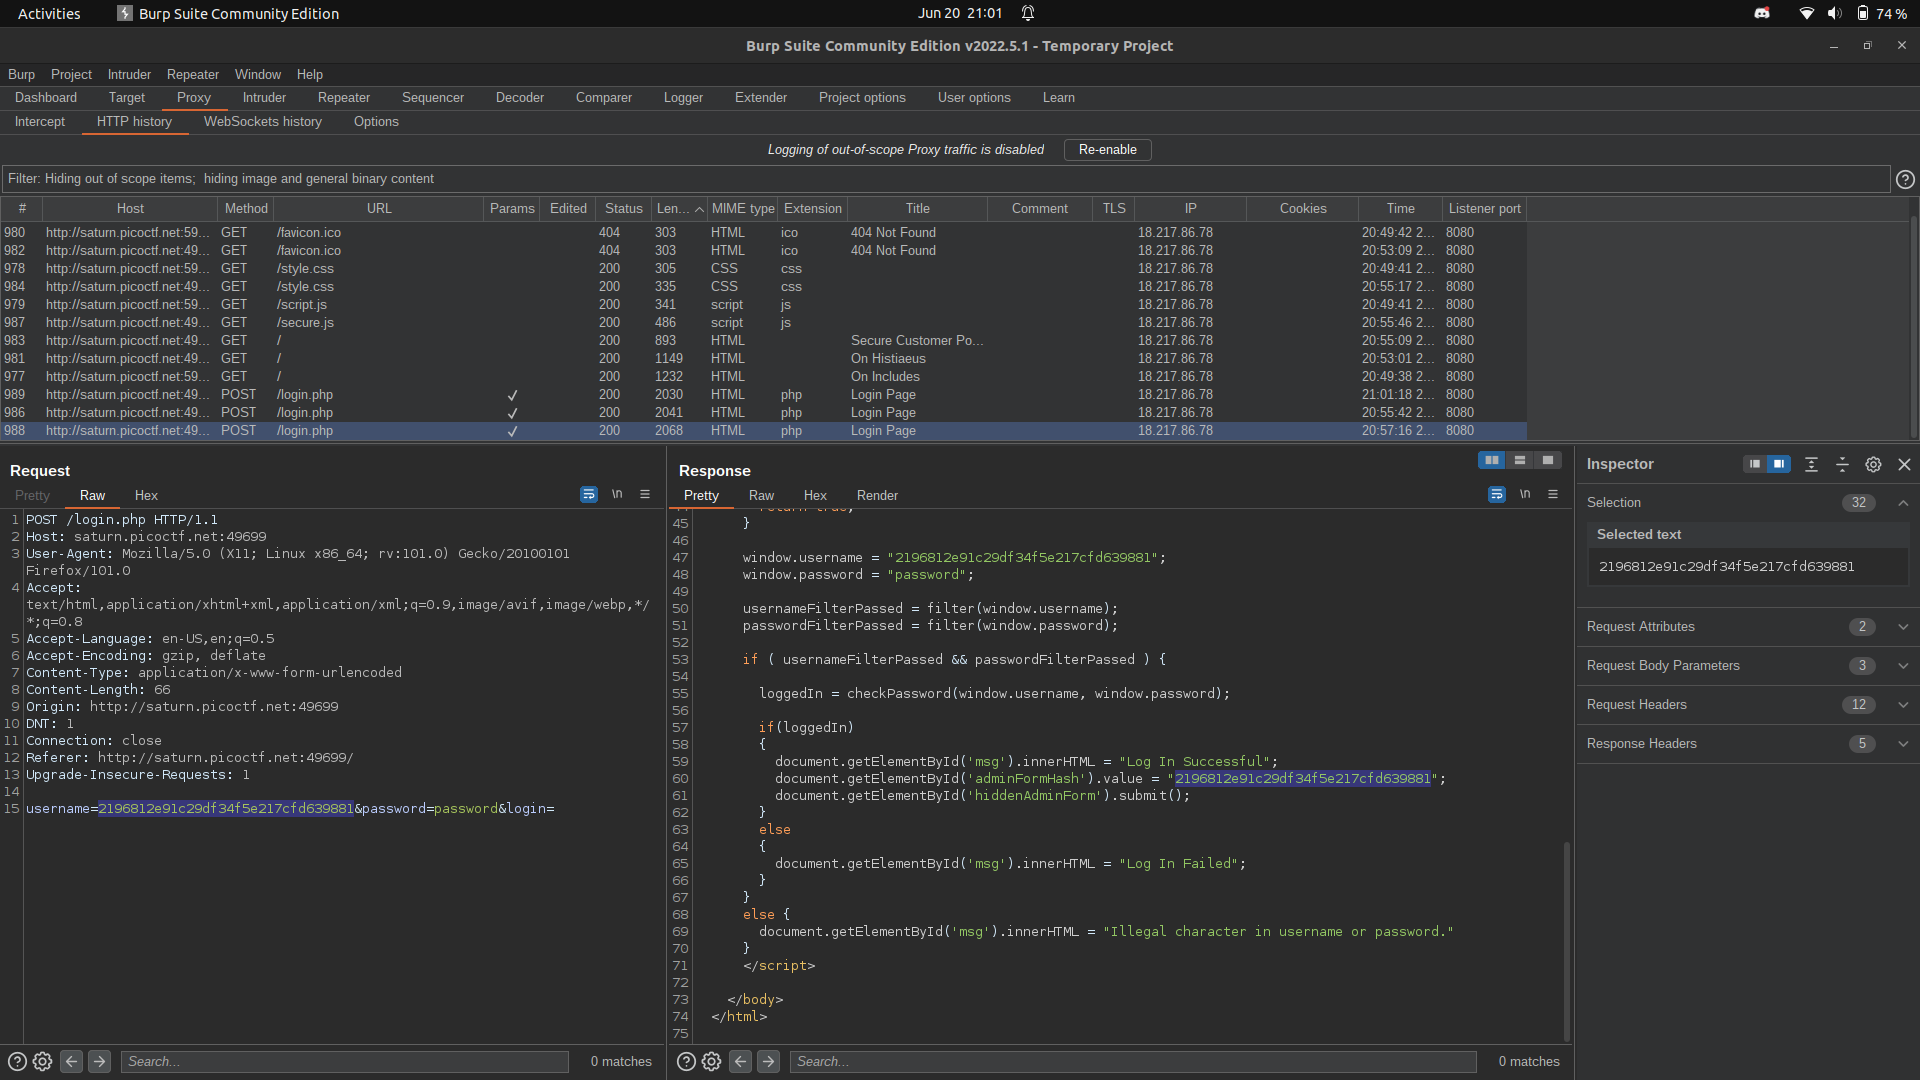 Activities
Burp Suite Community Edition
Jun 20 21:01
74 %
Burp Suite Community Edition v2022.5.1 - Temporary Project
Burp Project Intruder Repeater Window Help
Dashboard Target Proxy Intruder Repeater Sequencer Decoder Comparer Logger Extender Project options User options Learn
Intercept HTTP history WebSockets history Options
Logging of out-of-scope Proxy traffic is disabled Re-enable
Filter: Hiding out of scope items; hiding image and general binary content
# Host Method URL Params Edited Status Len... MIME type Extension Title Comment TLS IP Cookies Time Listener port
980 http://saturn.picoctf.net:59... GET /favicon.ico 404 303 HTML ico 404 Not Found 18.217.86.78 20:49:42 2... 8080
982 http://saturn.picoctf.net:49... GET /favicon.ico 404 303 HTML ico 404 Not Found 18.217.86.78 20:53:09 2... 8080
978 http://saturn.picoctf.net:59... GET /style.css 200 305 CSS css 18.217.86.78 20:49:41 2... 8080
984 http://saturn.picoctf.net:49... GET /style.css 200 335 CSS css 18.217.86.78 20:55:17 2... 8080
979 http://saturn.picoctf.net:59... GET /script.js 200 341 script js 18.217.86.78 20:49:41 2... 8080
987 http://saturn.picoctf.net:49... GET /secure.js 200 486 script js 18.217.86.78 20:55:46 2... 8080
983 http://saturn.picoctf.net:49... GET / 200 893 HTML Secure Customer Po... 18.217.86.78 20:55:09 2... 8080
981 http://saturn.picoctf.net:49... GET / 200 1149 HTML On Histiaeus 18.217.86.78 20:53:01 2... 8080
977 http://saturn.picoctf.net:59... GET / 200 1232 HTML On Includes 18.217.86.78 20:49:38 2... 8080
989 http://saturn.picoctf.net:49... POST /login.php ✓ 200 2030 HTML php Login Page 18.217.86.78 21:01:18 2... 8080
986 http://saturn.picoctf.net:49... POST /login.php ✓ 200 2041 HTML php Login Page 18.217.86.78 20:55:42 2... 8080
988 http://saturn.picoctf.net:49... POST /login.php ✓ 200 2068 HTML php Login Page 18.217.86.78 20:57:16 2... 8080
Request
Pretty Raw Hex
\n
1 POST /login.php HTTP/1.1
2 Host: saturn.picoctf.net:49699
3 User-Agent: Mozilla/5.0 (X11; Linux x86_64; rv:101.0) Gecko/20100101
Firefox/101.0
4 Accept:
text/html,application/xhtml+xml,application/xml;q=0.9,image/avif,image/webp,*/
*;q=0.8
5 Accept-Language: en-US,en;q=0.5
6 Accept-Encoding: gzip, deflate
7 Content-Type: application/x-www-form-urlencoded
8 Content-Length: 66
9 Origin: http://saturn.picoctf.net:49699
10 DNT: 1
11 Connection: close
12 Referer: http://saturn.picoctf.net:49699/
13 Upgrade-Insecure-Requests: 1
14
15 username=2196812e91c29df34f5e217cfd639881&password=password&login=
Search...
0 matches
Response
Pretty Raw Hex Render
\n
return true;
45 }
46
47 window.username = "2196812e91c29df34f5e217cfd639881";
48 window.password = "password";
49
50 usernameFilterPassed = filter(window.username);
51 passwordFilterPassed = filter(window.password);
52
53 if ( usernameFilterPassed && passwordFilterPassed ) {
54
55 loggedIn = checkPassword(window.username, window.password);
56
57 if(loggedIn)
58 {
59 document.getElementById('msg').innerHTML = "Log In Successful";
60 document.getElementById('adminFormHash').value = "2196812e91c29df34f5e217cfd639881";
61 document.getElementById('hiddenAdminForm').submit();
62 }
63 else
64 {
65 document.getElementById('msg').innerHTML = "Log In Failed";
66 }
67 }
68 else {
69 document.getElementById('msg').innerHTML = "Illegal character in username or password."
70 }
71 </script>
72
73 </body>
74 </html>
75
Search...
0 matches
Inspector
Selection 32
Selected text
2196812e91c29df34f5e217cfd639881
Request Attributes 2
Request Body Parameters 3
Request Headers 12
Response Headers 5